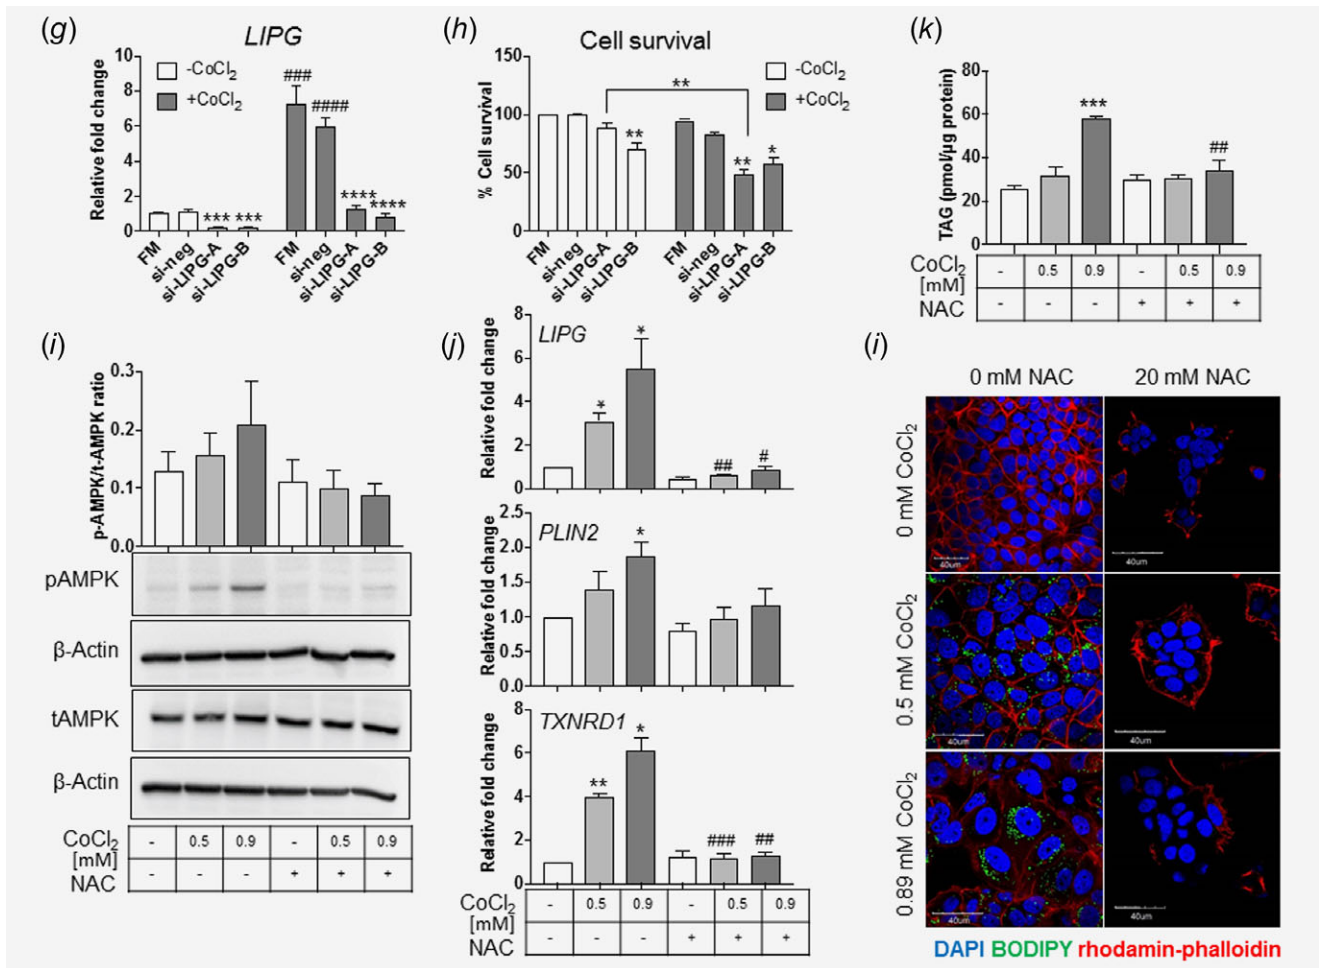 (g)
LIPG
Relative fold change
10
8
6
4
2
0
-CoCl2
+CoCl2
###
####
*** ***
**** ****
FM si-neg si-LIPG-A si-LIPG-B FM si-neg si-LIPG-A si-LIPG-B
(h)
Cell survival
% Cell survival
150
100
50
0
-CoCl2
+CoCl2
**
**
** *
FM si-neg si-LIPG-A si-LIPG-B FM si-neg si-LIPG-A si-LIPG-B
(k)
TAG (pmol/µg protein)
80
60
40
20
0
***
##
CoCl2 [mM] - 0.5 0.9 - 0.5 0.9
NAC - - - + + +
(i)
p-AMPK/t-AMPK ratio
0.3
0.2
0.1
0.0
pAMPK
β-Actin
tAMPK
β-Actin
CoCl2 [mM] - 0.5 0.9 - 0.5 0.9
NAC - - - + + +
(j)
LIPG
Relative fold change
8
6
4
2
0
*
*
##
#
PLIN2
Relative fold change
2.5
2.0
1.5
1.0
0.5
0.0
*
TXNRD1
Relative fold change
8
6
4
2
0
**
*
###
##
CoCl2 [mM] - 0.5 0.9 - 0.5 0.9
NAC - - - + + +
(i)
0 mM NAC 20 mM NAC
0 mM CoCl2
40um 40um
0.5 mM CoCl2
40um 40um
0.89 mM CoCl2
40um 40um
DAPI BODIPY rhodamin-phalloidin